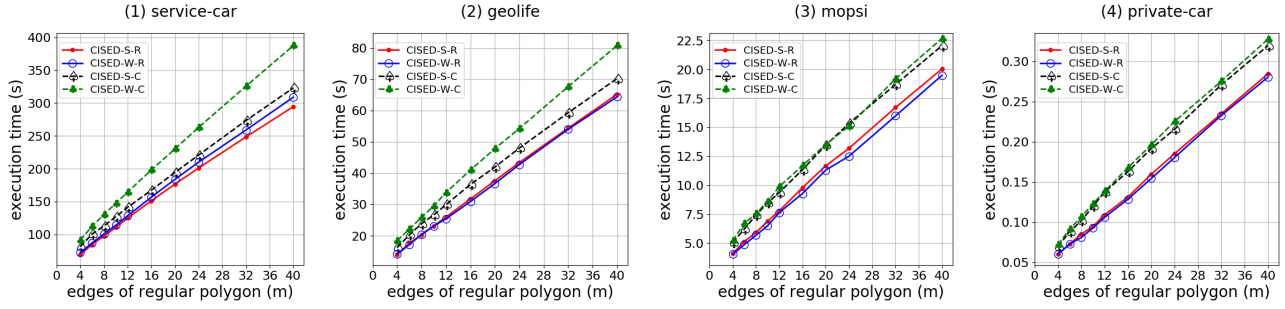 (1) service-car
execution time (s)
400
350
300
250
200
150
100
CISED-S-R
CISED-W-R
CISED-S-C
CISED-W-C
0 4 8 12 16 20 24 28 32 36 40
edges of regular polygon (m)
(2) geolife
execution time (s)
80
70
60
50
40
30
20
CISED-S-R
CISED-W-R
CISED-S-C
CISED-W-C
0 4 8 12 16 20 24 28 32 36 40
edges of regular polygon (m)
(3) mopsi
execution time (s)
22.5
20.0
17.5
15.0
12.5
10.0
7.5
5.0
CISED-S-R
CISED-W-R
CISED-S-C
CISED-W-C
0 4 8 12 16 20 24 28 32 36 40
edges of regular polygon (m)
(4) private-car
execution time (s)
0.30
0.25
0.20
0.15
0.10
0.05
CISED-S-R
CISED-W-R
CISED-S-C
CISED-W-C
0 4 8 12 16 20 24 28 32 36 40
edges of regular polygon (m)